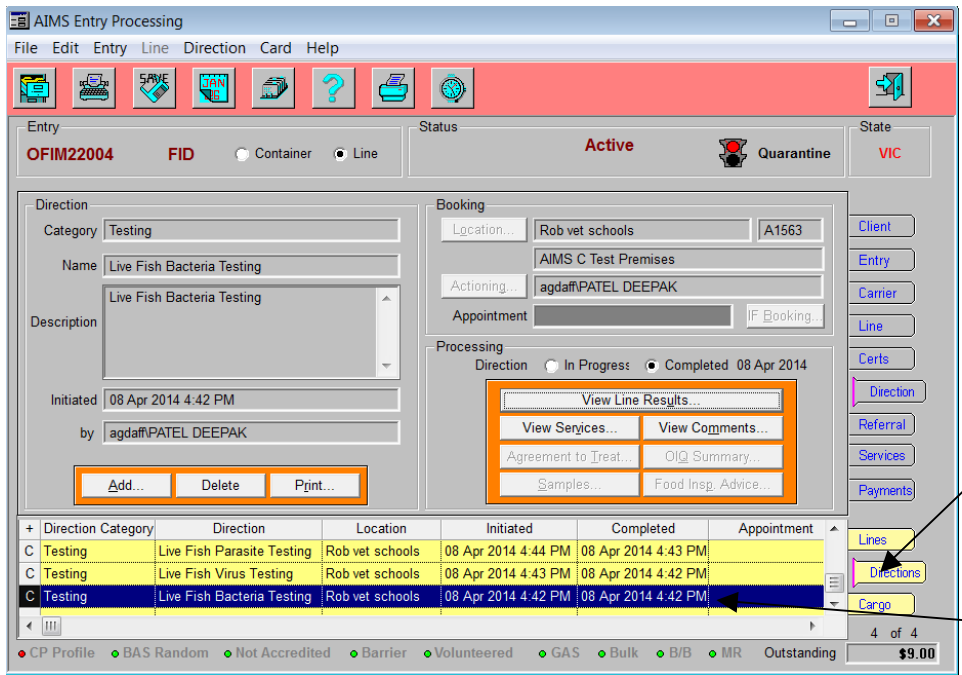 AIMS Entry Processing
File Edit Entry Line Direction Card Help
SAVE
JAN
16
Entry
OFIM22004 FID Container Line
Status
Active Quarantine
State
VIC
Direction
Category Testing
Name Live Fish Bacteria Testing
Description Live Fish Bacteria Testing
Initiated 08 Apr 2014 4:42 PM
by agdaff\PATEL DEEPAK
Add... Delete Print...
Booking
Location... Rob vet schools A1563
AIMS C Test Premises
Actioning... agdaff\PATEL DEEPAK
Appointment IF Booking...
Processing
Direction In Progress Completed 08 Apr 2014
View Line Results...
View Services... View Comments...
Agreement to Treat... OIQ Summary...
Samples... Food Insp. Advice...
Client
Entry
Carrier
Line
Certs
Direction
Referral
Services
Payments
+ Direction Category Direction Location Initiated Completed Appointment
C Testing Live Fish Parasite Testing Rob vet schools 08 Apr 2014 4:44 PM 08 Apr 2014 4:43 PM
C Testing Live Fish Virus Testing Rob vet schools 08 Apr 2014 4:43 PM 08 Apr 2014 4:42 PM
C Testing Live Fish Bacteria Testing Rob vet schools 08 Apr 2014 4:42 PM 08 Apr 2014 4:42 PM
Lines
Directions
Cargo
4 of 4
CP Profile BAS Random Not Accredited Barrier Volunteered GAS Bulk B/B MR Outstanding $9.00